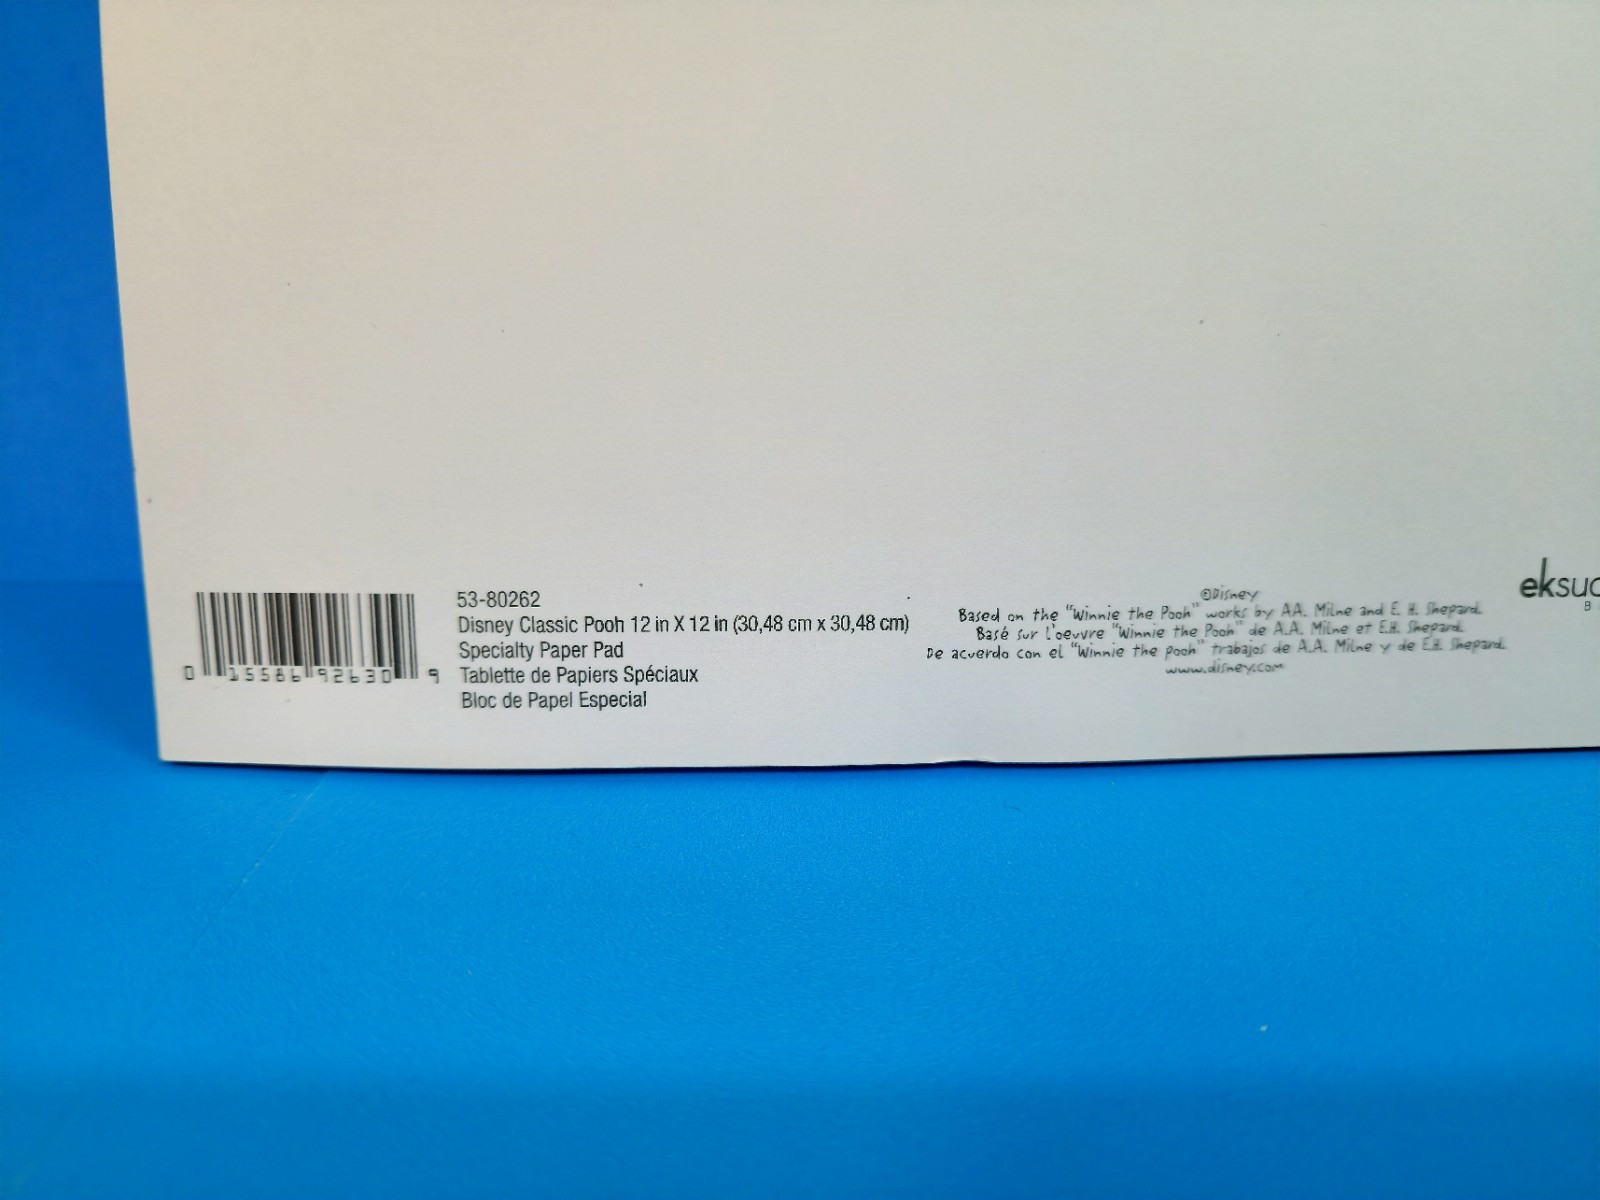 0 15586 92630 9
53-80262
Disney Classic Pooh 12 in X 12 in (30,48 cm x 30,48 cm)
Specialty Paper Pad
Tablette de Papiers Spéciaux
Bloc de Papel Especial
©Disney
Based on the "Winnie the Pooh" works by A.A. Milne and E. H. Shepard.
Basé sur l'oeuvre "Winnie the Pooh" de A.A. Milne et E.H. Shepard.
De acuerdo con el "Winnie the pooh" trabajos de A.A. Milne y de E.H. Shepard.
www.disney.com
eksuc
B